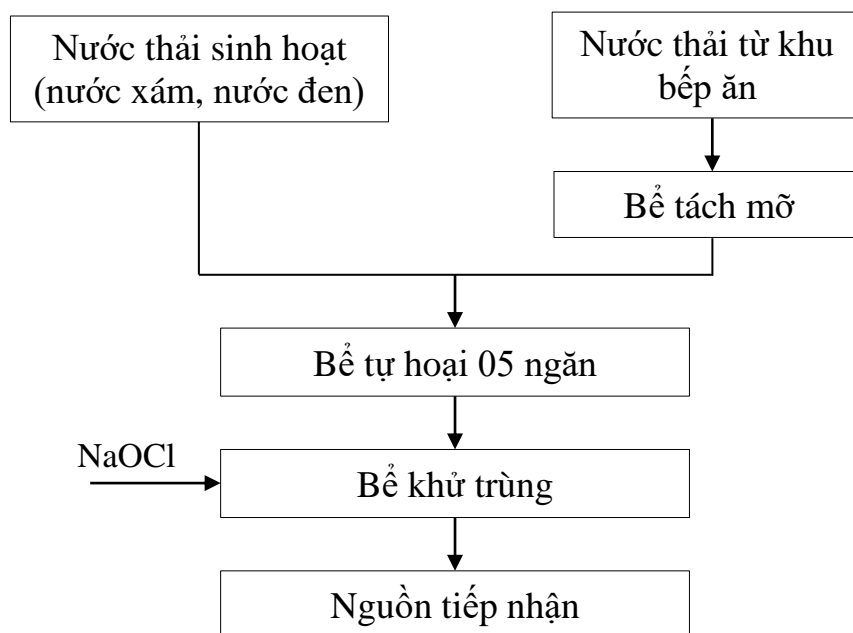 Nước thải sinh hoạt
(nước xám, nước đen)
Nước thải từ khu
bếp ăn
Bể tách mỡ
Bể tự hoại 05 ngăn
NaOCl
Bể khử trùng
Nguồn tiếp nhận